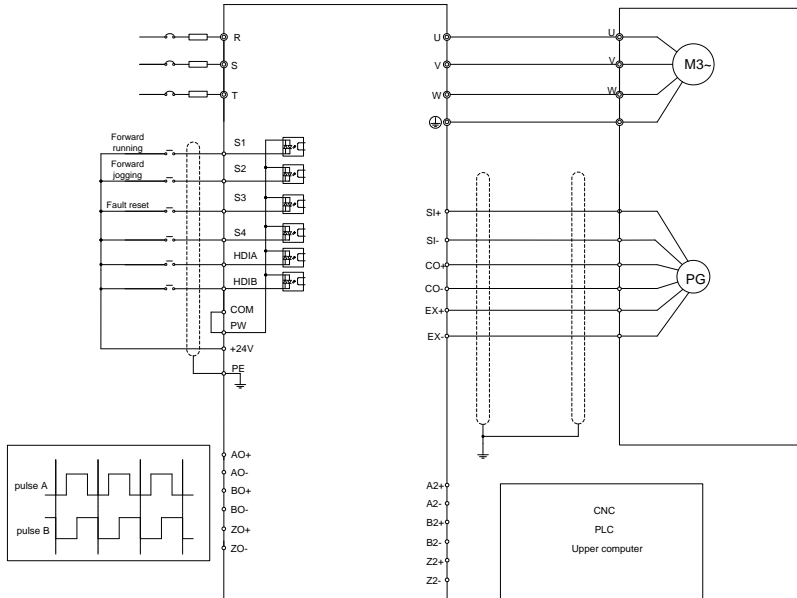 R
S
T
Forward
running
Forward
jogging
Fault reset
S1
S2
S3
S4
HDIA
HDIB
COM
PW
+24V
PE
U
V
W
U
V
W
M3~
SI+
SI-
CO+
CO-
EX+
EX-
PG
pulse A
pulse B
AO+
AO-
BO+
BO-
ZO+
ZO-
A2+
A2-
B2+
B2-
Z2+
Z2-
CNC
PLC
Upper computer